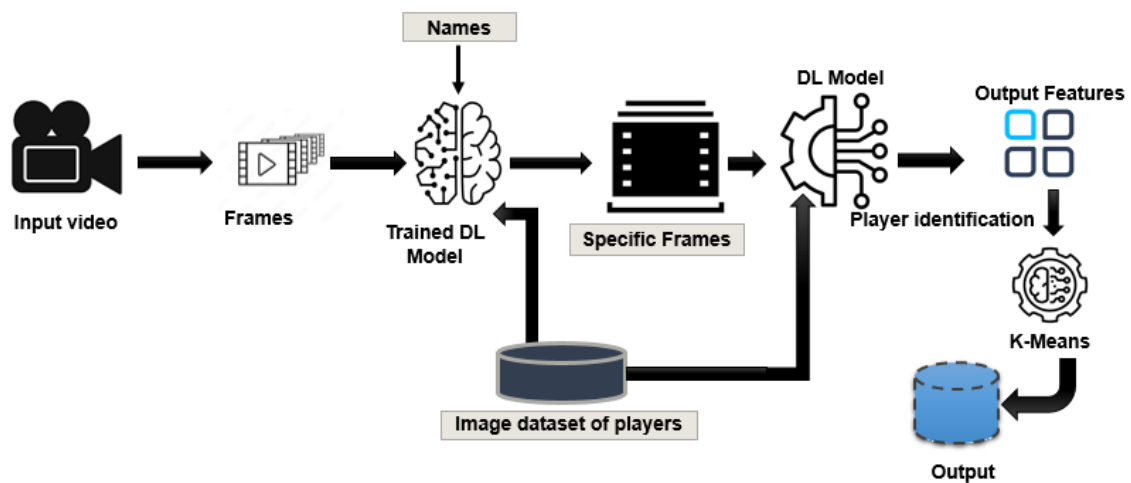 Names
DL Model
Output Features
Input video
Frames
Trained DL
Model
Specific Frames
Player identification
K-Means
Image dataset of players
Output